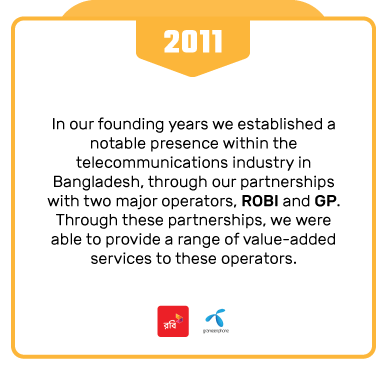 2011
In our founding years we established a
notable presence within the
telecommunications industry in
Bangladesh, through our partnerships
with two major operators, ROBI and GP.
Through these partnerships, we were
able to provide a range of value-added
services to these operators.
রবি
grameenphone